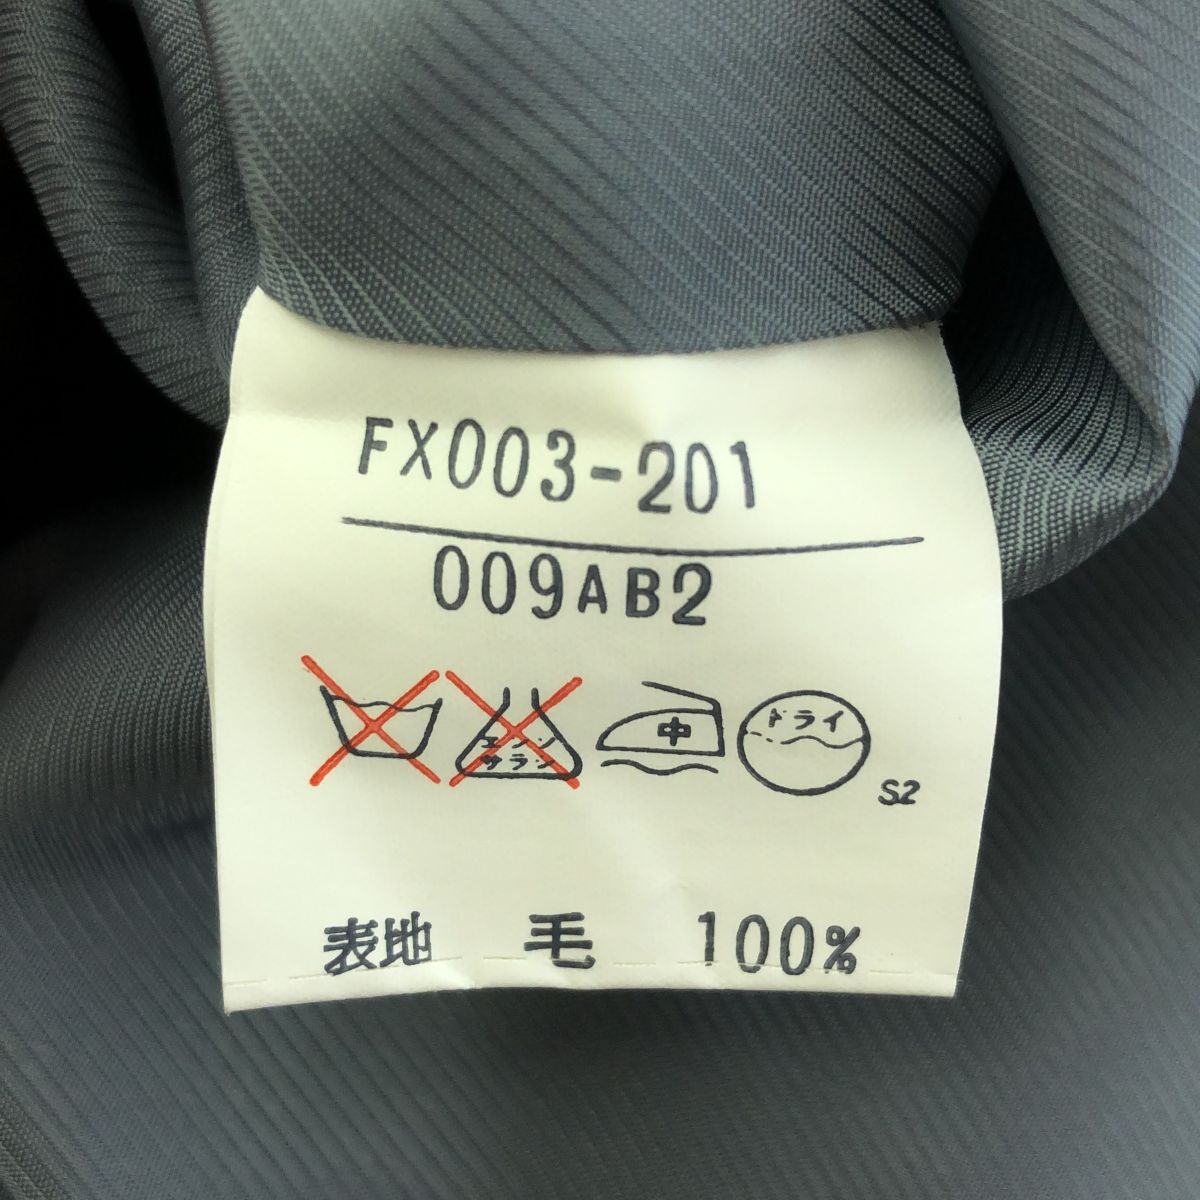 FX003-201
009AB2
エンソ
サラシ
中
ドライ
S2
表地 毛 100%